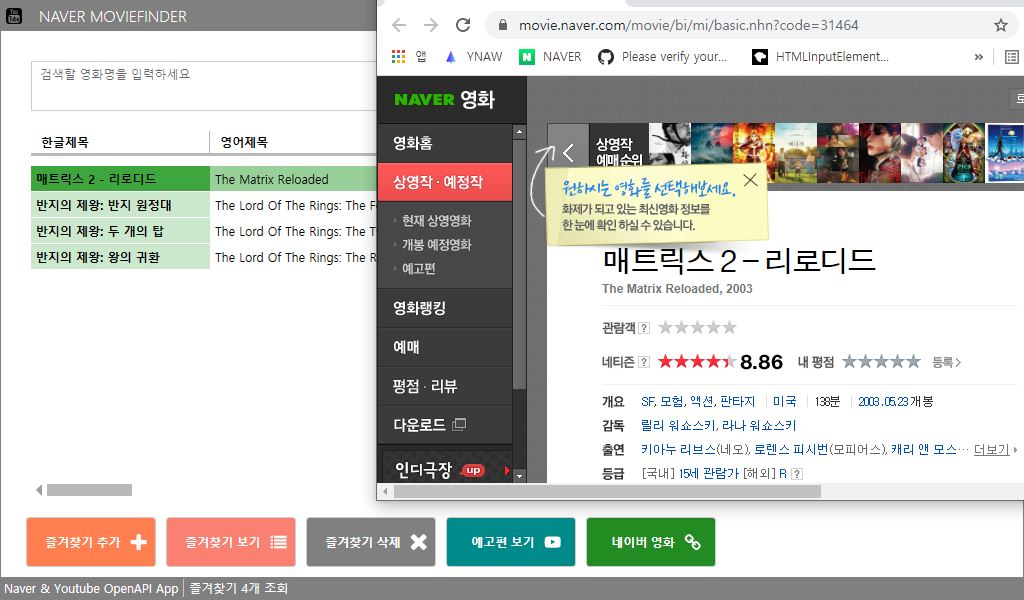 NAVER MOVIEFINDER
검색할 영화명을 입력하세요
한글제목 영어제목
매트릭스 2 - 리로디드 The Matrix Reloaded
반지의 제왕: 반지 원정대 The Lord Of The Rings: The F
반지의 제왕: 두 개의 탑 The Lord Of The Rings: The T
반지의 제왕: 왕의 귀환 The Lord Of The Rings: The R
즐겨찾기 추가
즐겨찾기 보기
즐겨찾기 삭제
예고편 보기
네이버 영화
Naver & Youtube OpenAPI App 즐겨찾기 4개 조회
movie.naver.com/movie/bi/mi/basic.nhn?code=31464
앱 YNAW NAVER Please verify your... HTMLInputElement... »
NAVER 영화
영화홈
상영작 · 예정작
현재 상영영화
개봉 예정영화
예고편
영화랭킹
예매
평점 · 리뷰
다운로드
인디극장 up
상영작
예매순위
원하시는 영화를 선택해보세요.
화제가 되고 있는 최신영화 정보를
한 눈에 확인 하실 수 있습니다.
매트릭스 2 - 리로디드
The Matrix Reloaded, 2003
관람객 ?
네티즌 ? 8.86 내 평점 등록
개요 SF, 모험, 액션, 판타지 미국 138분 2003.05.23 개봉
감독 릴리 워쇼스키, 라나 워쇼스키
출연 키아누 리브스(네오), 로렌스 피시번(모피어스), 캐리 앤 모스… 더보기
등급 [국내] 15세 관람가 [해외] R ?